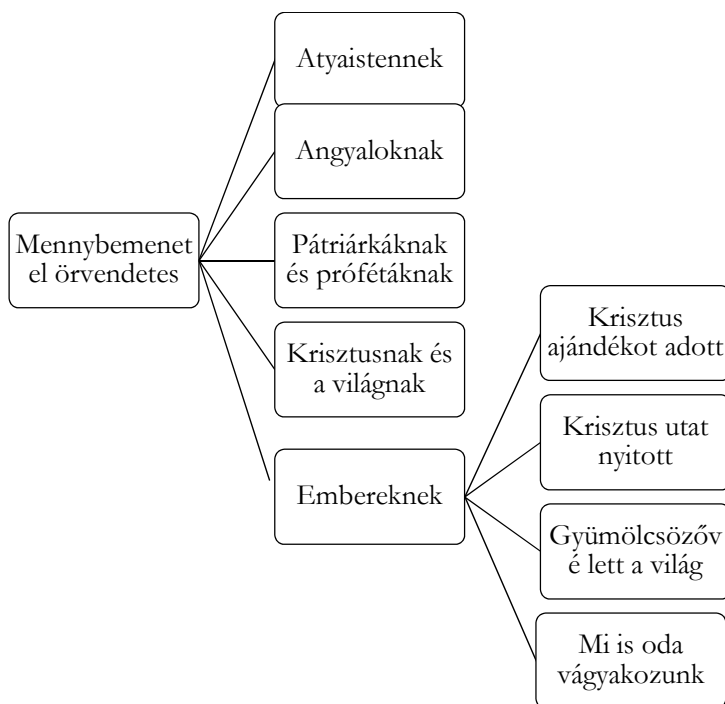 Atyaistennek
Angyaloknak
Mennybemenet
el örvendetes
Pátriárkáknak
és prófétáknak
Krisztusnak és
a világnak
Embereknek
Krisztus
ajándékot adott
Krisztus utat
nyitott
Gyümölcsözőv
é lett a világ
Mi is oda
vágyakozunk